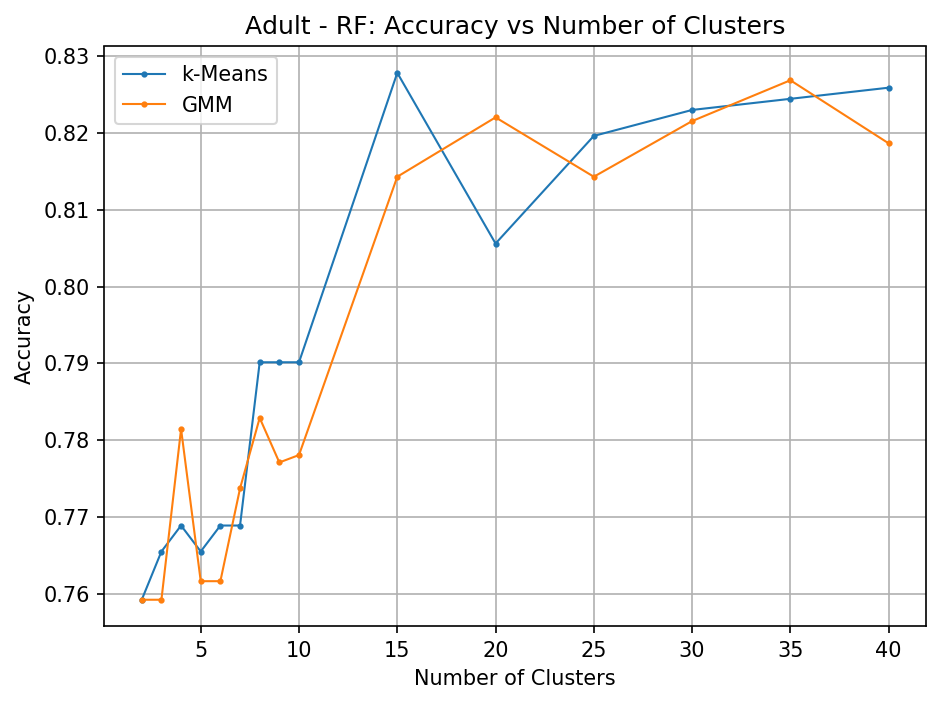 Adult - RF: Accuracy vs Number of Clusters
k-Means
GMM
Accuracy
0.83
0.82
0.81
0.80
0.79
0.78
0.77
0.76
5 10 15 20 25 30 35 40
Number of Clusters